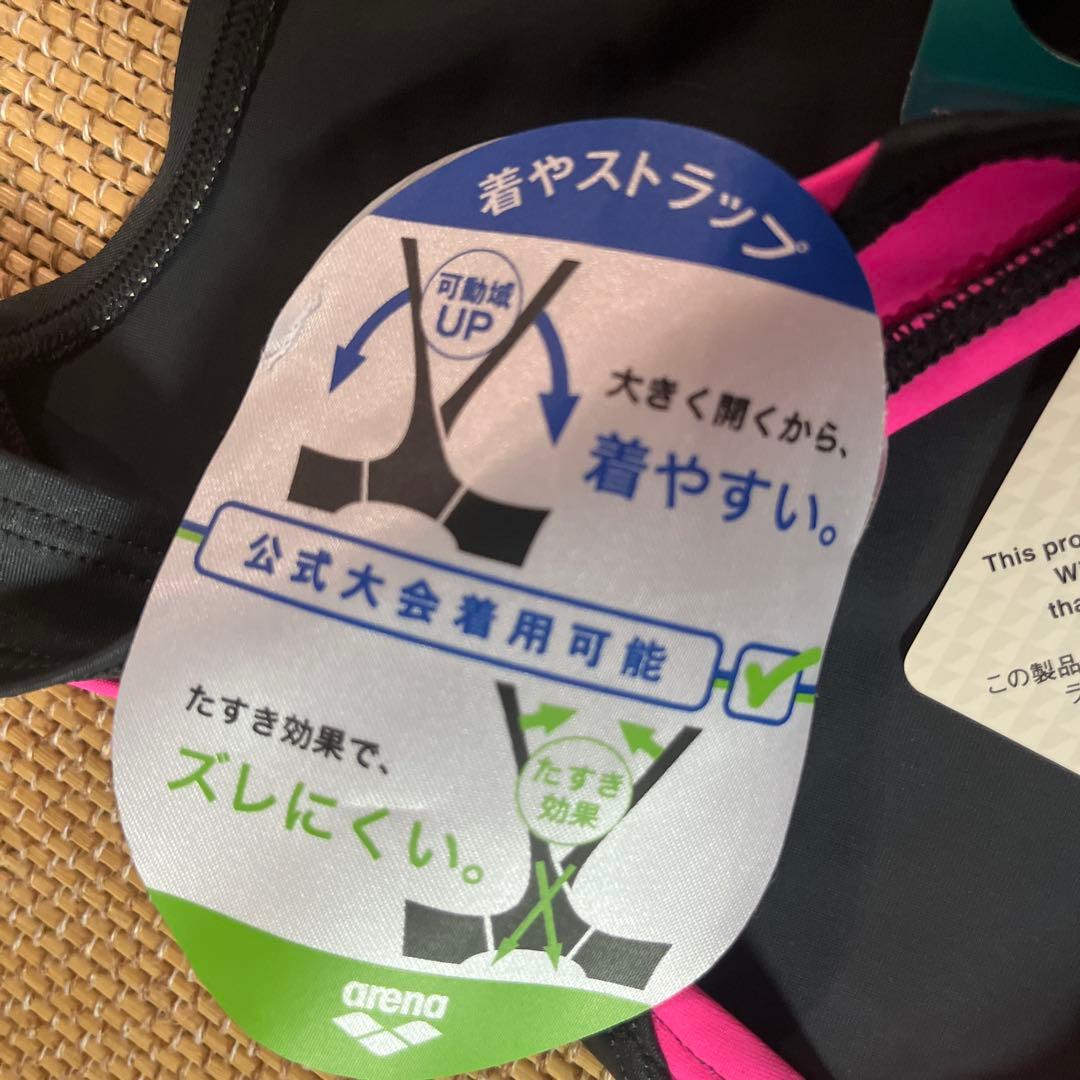 着やストラップ
可動域
UP
大きく開くから、
着やすい。
公式大会着用可能
たすき効果で、
ズレにくい。
たすき
効果
arena
This pro
W
tha
この製品